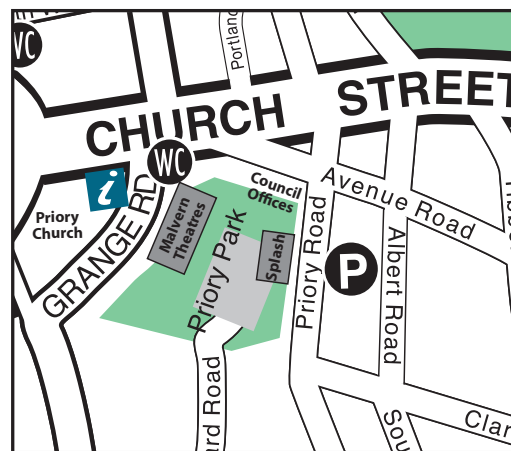 WC
Portland
CHURCH STREET
WC
i
Priory
Church
GRANGE RD
Malvern
Theatres
Priory Park
Council
Offices
Splash
Avenue Road
Priory Road
P
Albert Road
ard Road
Sou
Clar